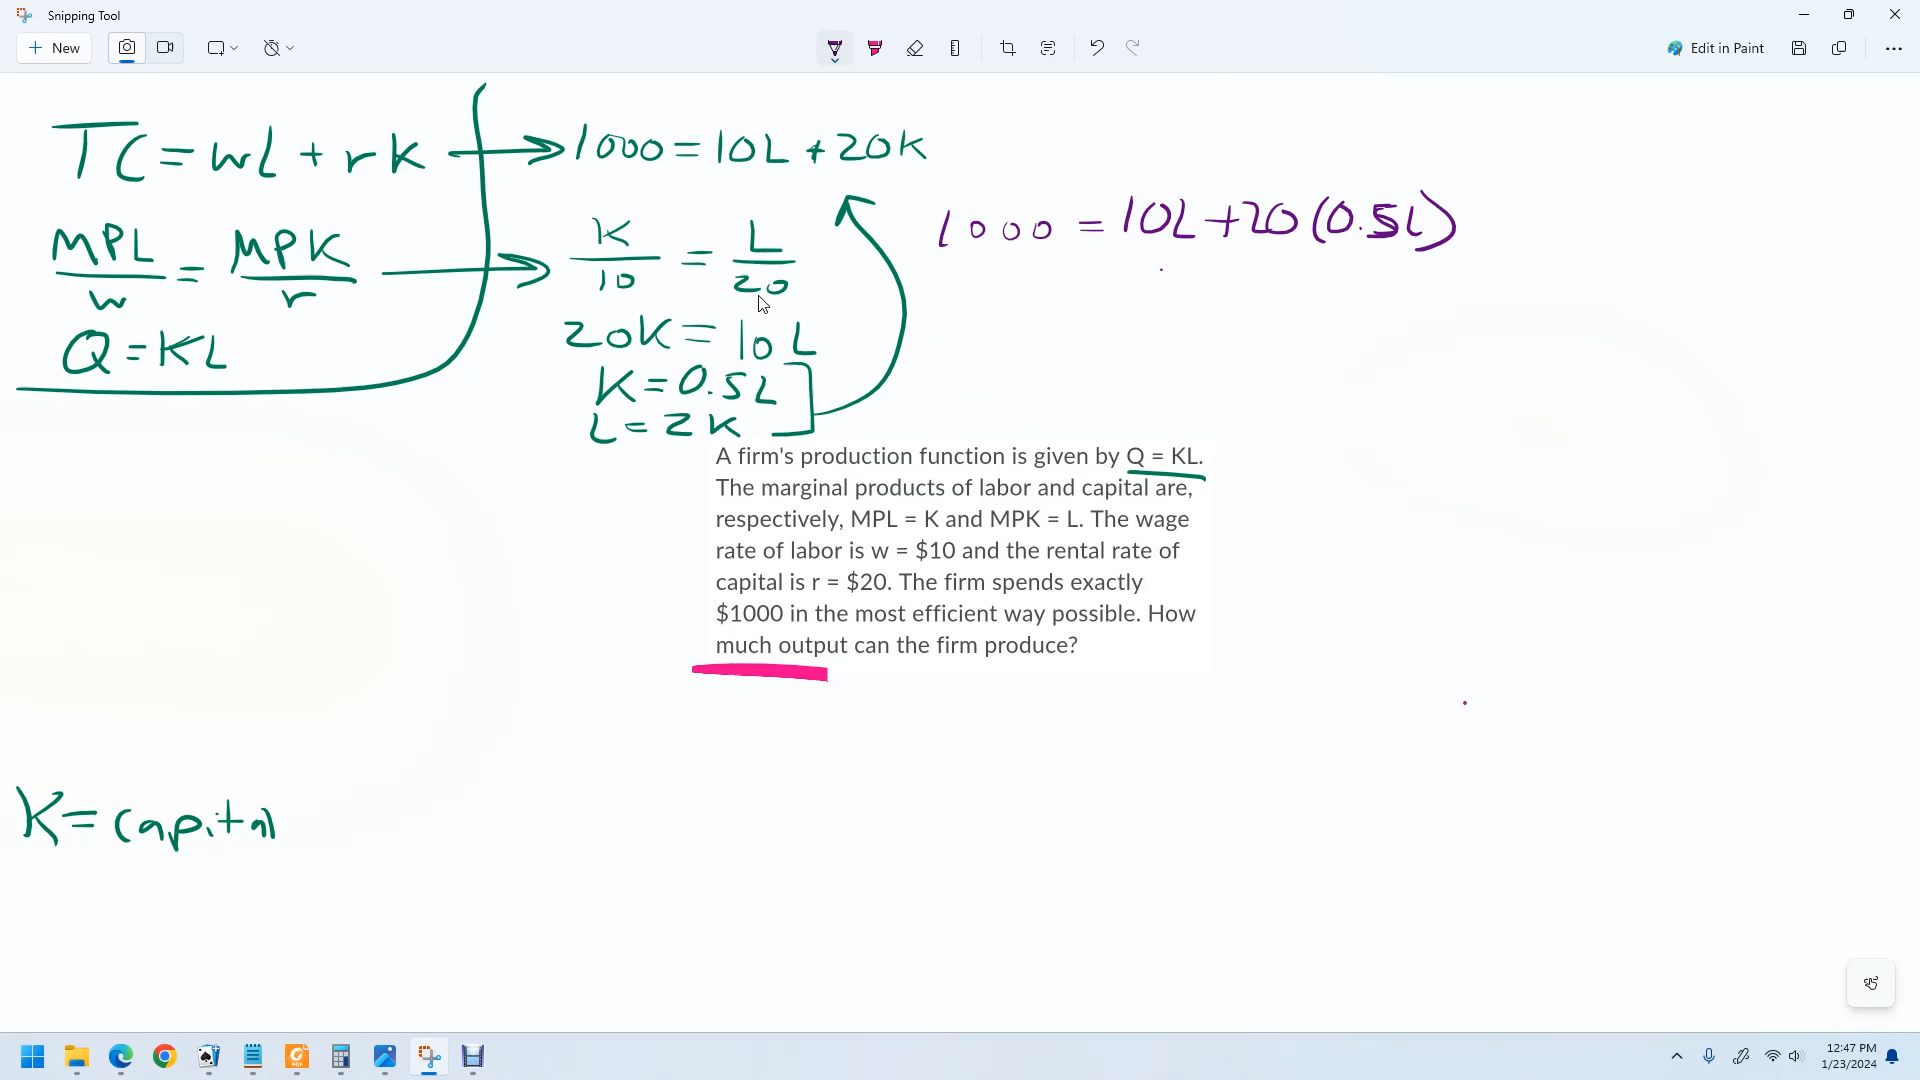 Snipping Tool
New
Edit in Paint
TC = wL + rK
1000 = 10L + 20K
1000 = 10L + 20(0.5L)
MPL/w = MPK/r
K/10 = L/20
Q = KL
20K = 10L
K = 0.5L
L = 2K
A firm's production function is given by Q = KL.
The marginal products of labor and capital are,
respectively, MPL = K and MPK = L. The wage
rate of labor is w = $10 and the rental rate of
capital is r = $20. The firm spends exactly
$1000 in the most efficient way possible. How
much output can the firm produce?
K = capital
PDF
12:47 PM
1/23/2024